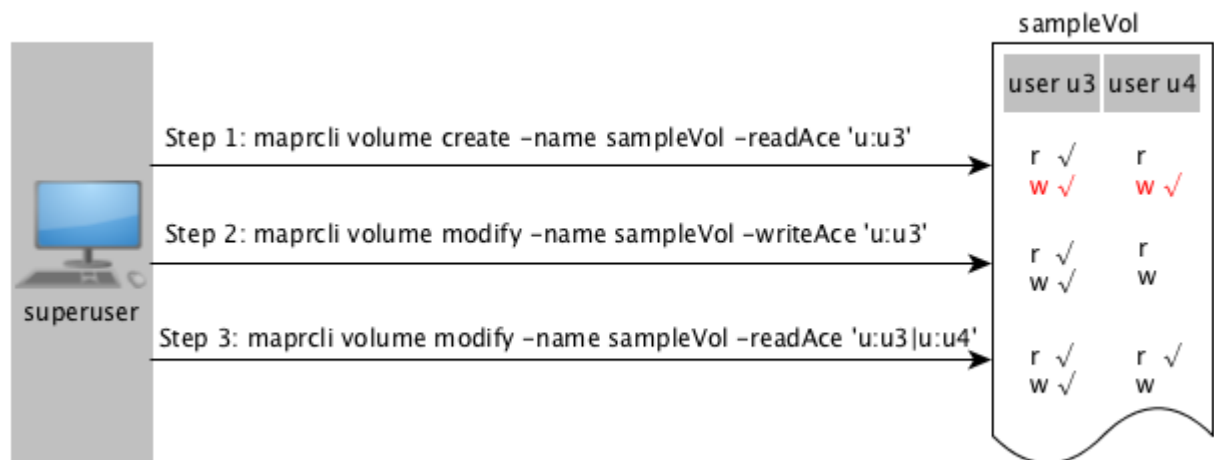 sampleVol
user u3 user u4
Step 1: maprcli volume create -name sampleVol -readAce 'u:u3'
r √ r
w √ w √
Step 2: maprcli volume modify -name sampleVol -writeAce 'u:u3'
r √ r
w √ w
superuser
Step 3: maprcli volume modify -name sampleVol -readAce 'u:u3|u:u4'
r √ r √
w √ w